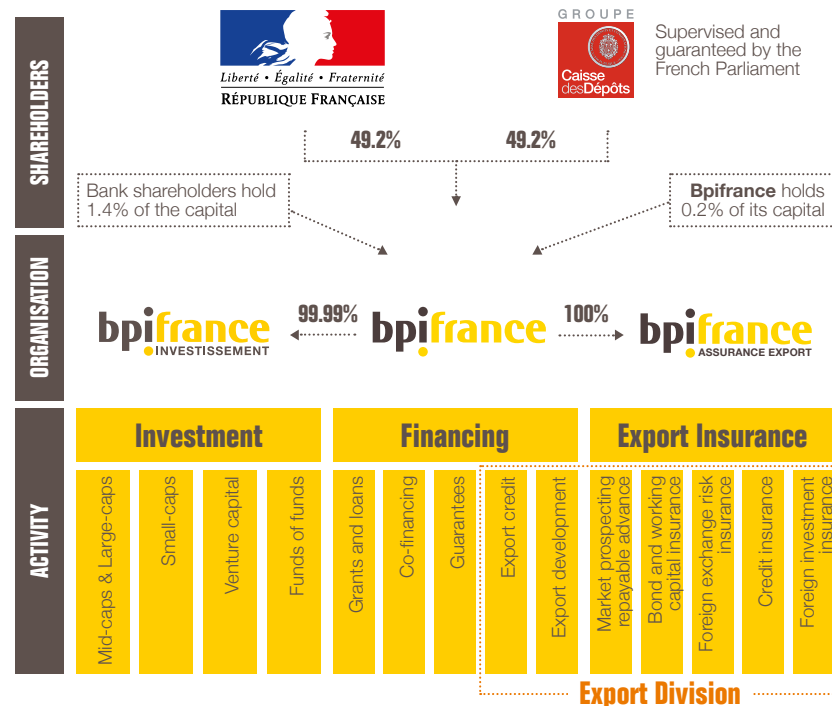 SHAREHOLDERS
Liberté • Égalité • Fraternité
RÉPUBLIQUE FRANÇAISE
GROUPE
Caisse
desDépôts
Supervised and
guaranteed by the
French Parliament
49.2%
49.2%
Bank shareholders hold
1.4% of the capital
Bpifrance holds
0.2% of its capital
ORGANISATION
bpifrance
INVESTISSEMENT
99.99%
bpifrance
100%
bpifrance
ASSURANCE EXPORT
ACTIVITY
Investment
Financing
Export Insurance
Mid-caps & Large-caps
Small-caps
Venture capital
Funds of funds
Grants and loans
Co-financing
Guarantees
Export credit
Export development
Market prospecting
repayable advance
Bond and working
capital insurance
Foreign exchange risk
insurance
Credit insurance
Foreign investment
insurance
Export Division